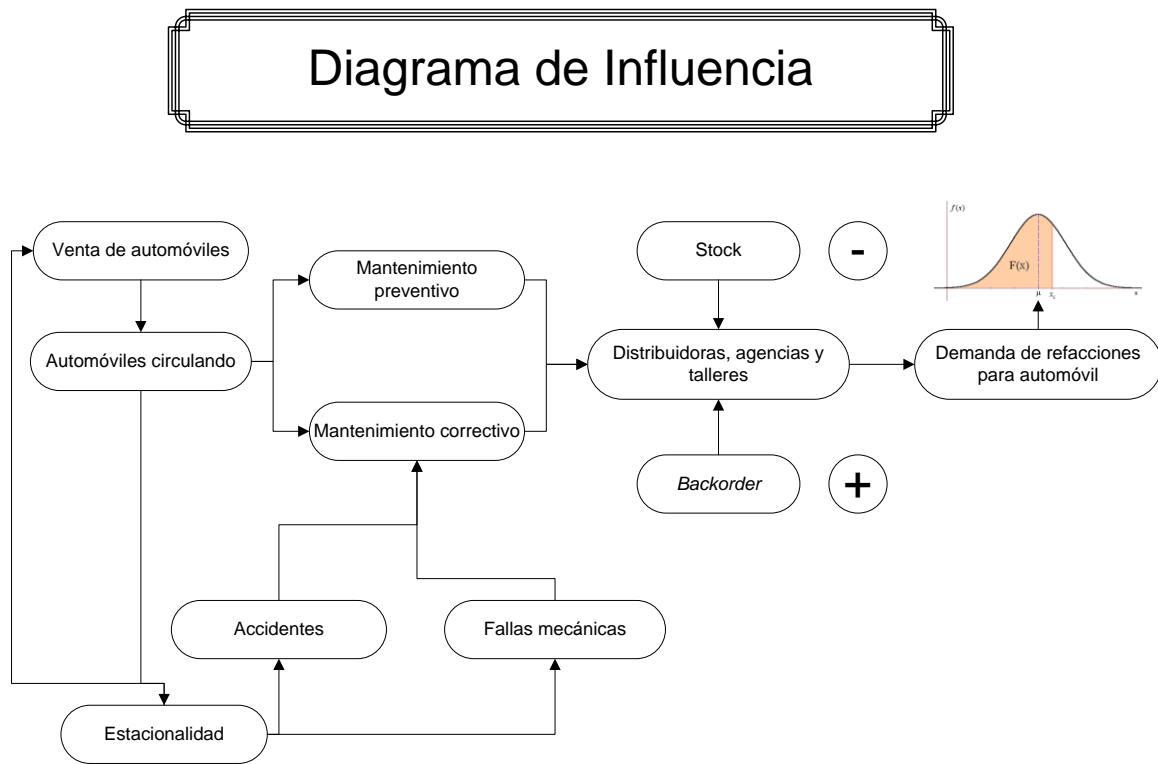 Diagrama de Influencia
Venta de automóviles
Automóviles circulando
Mantenimiento
preventivo
Mantenimiento correctivo
Accidentes
Fallas mecánicas
Estacionalidad
Stock
-
Distribuidoras, agencias y
talleres
Backorder
+
f(x)
F(x)
μ
x
Demanda de refacciones
para automóvil